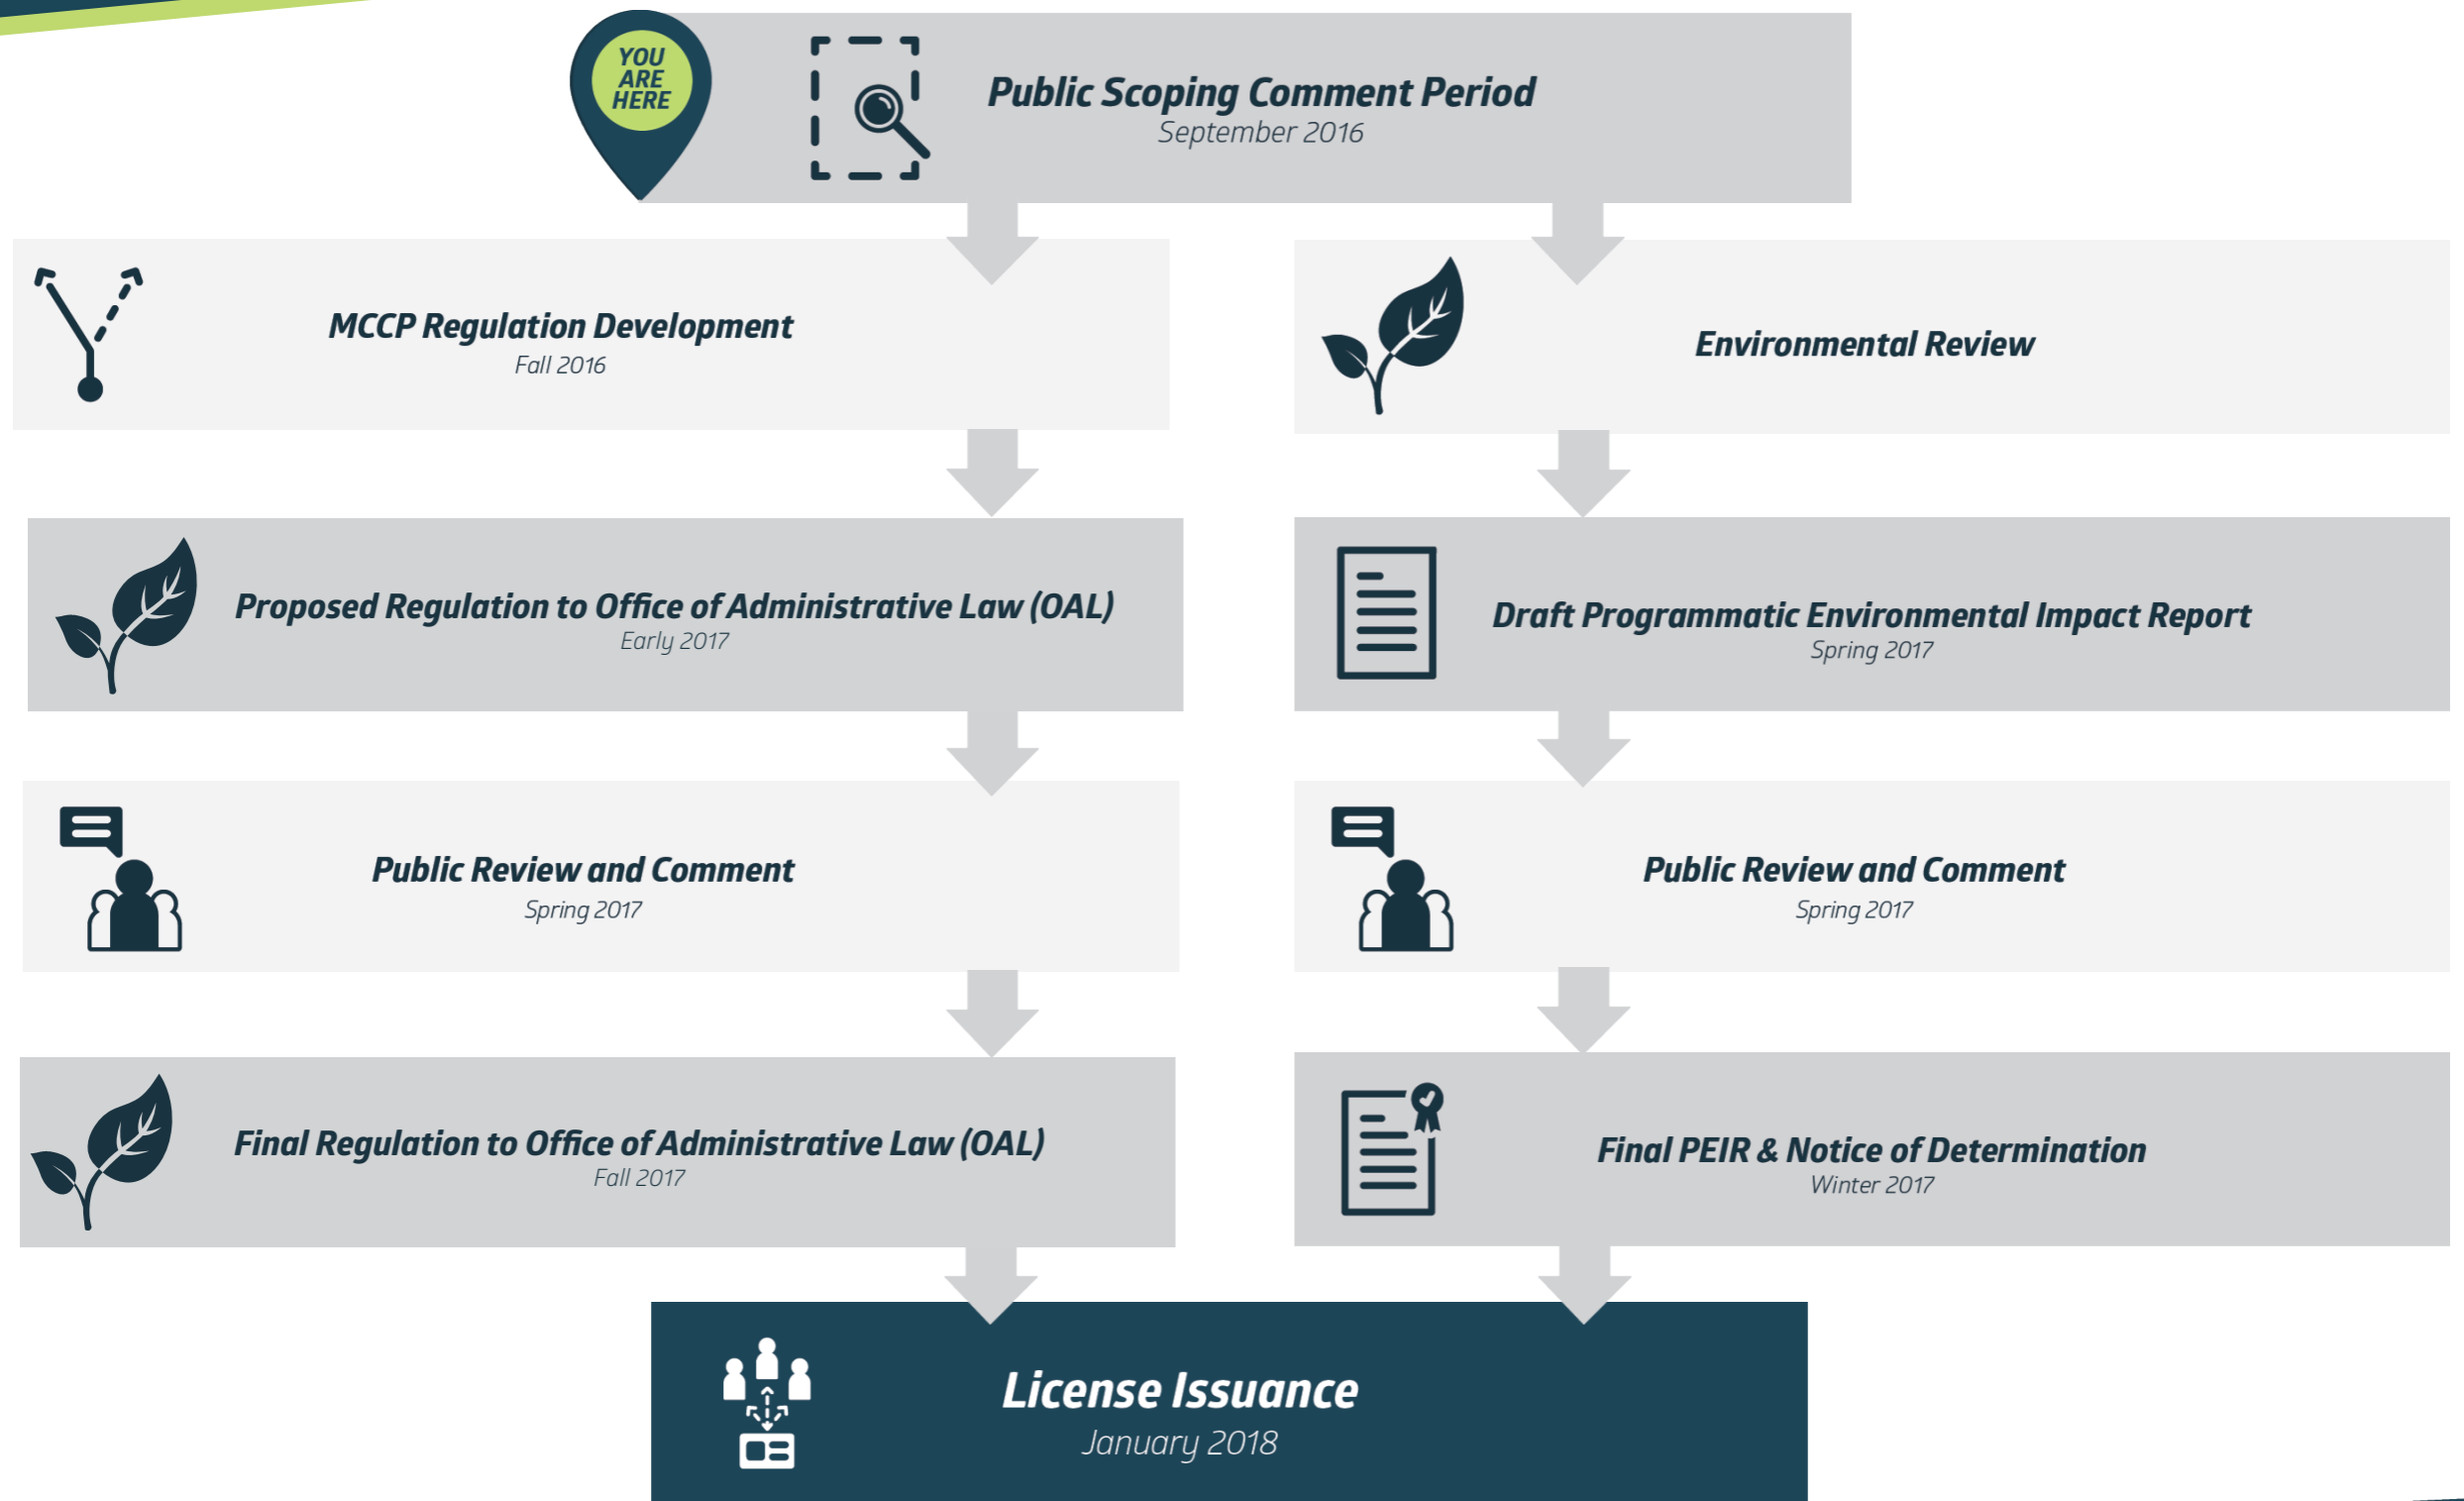 YOU
ARE
HERE
Public Scoping Comment Period
September 2016
MCCP Regulation Development
Fall 2016
Environmental Review
Proposed Regulation to Office of Administrative Law (OAL)
Early 2017
Draft Programmatic Environmental Impact Report
Spring 2017
Public Review and Comment
Spring 2017
Public Review and Comment
Spring 2017
Final Regulation to Office of Administrative Law (OAL)
Fall 2017
Final PEIR & Notice of Determination
Winter 2017
License Issuance
January 2018